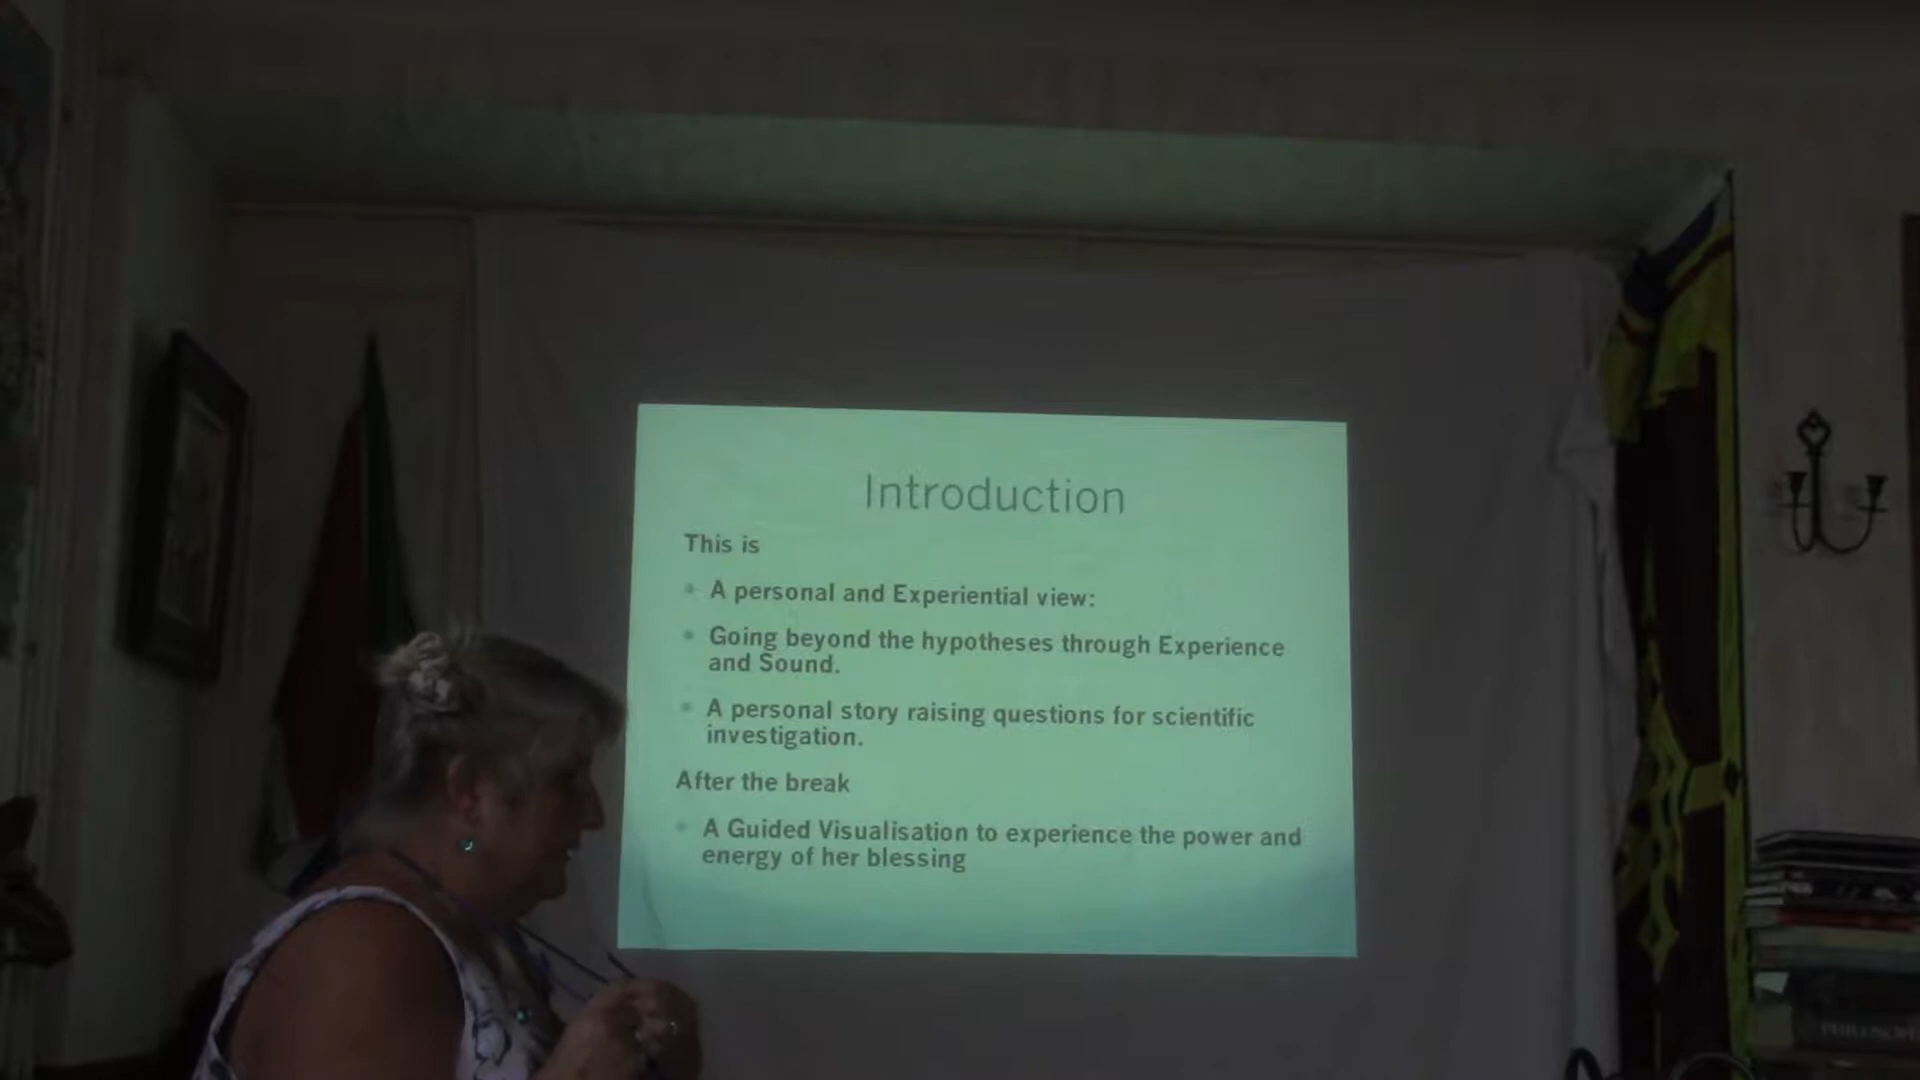 Introduction
This is
A personal and Experiential view:
Going beyond the hypotheses through Experience
and Sound.
A personal story raising questions for scientific
investigation.
After the break
A Guided Visualisation to experience the power and
energy of her blessing